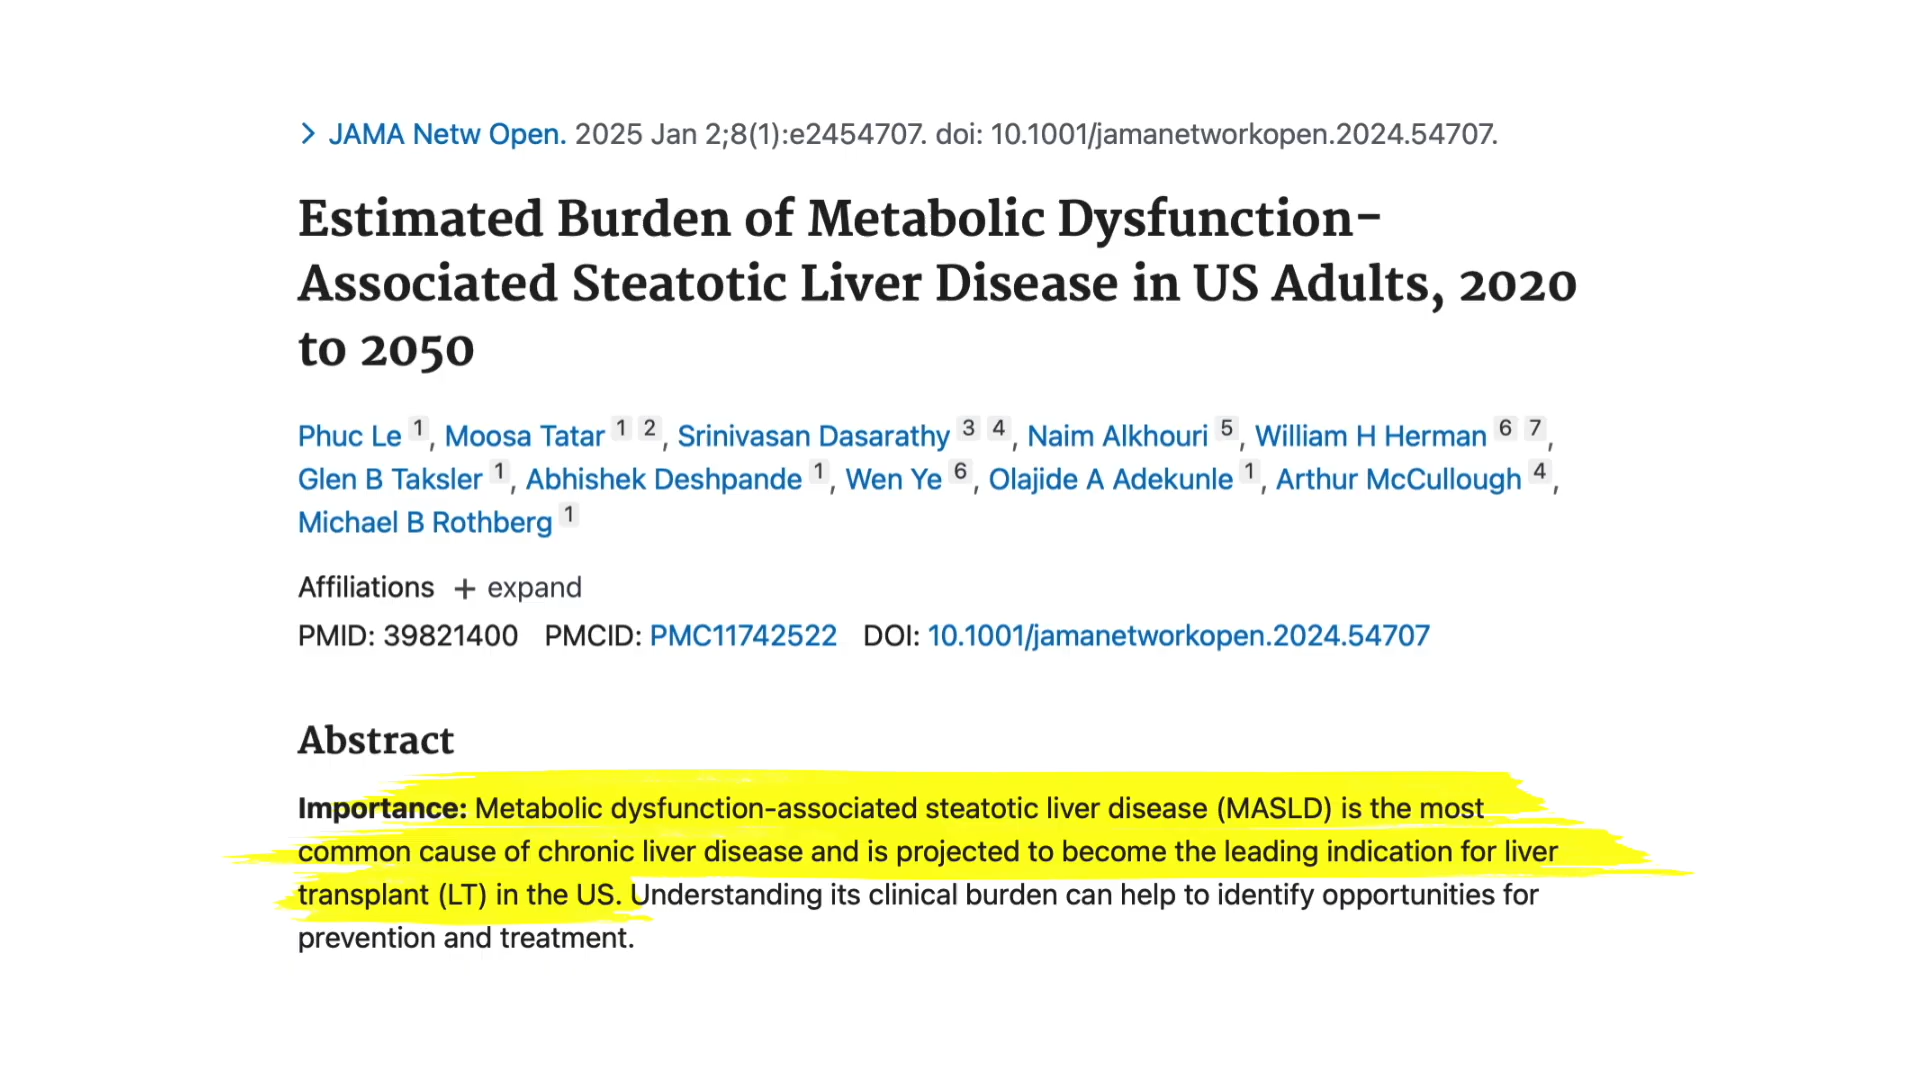 > JAMA Netw Open. 2025 Jan 2;8(1):e2454707. doi: 10.1001/jamanetworkopen.2024.54707.
Estimated Burden of Metabolic Dysfunction-
Associated Steatotic Liver Disease in US Adults, 2020
to 2050
Phuc Le 1, Moosa Tatar 1 2, Srinivasan Dasarathy 3 4, Naim Alkhouri 5, William H Herman 6 7,
Glen B Taksler 1, Abhishek Deshpande 1, Wen Ye 6, Olajide A Adekunle 1, Arthur McCullough 4,
Michael B Rothberg 1
Affiliations + expand
PMID: 39821400 PMCID: PMC11742522 DOI: 10.1001/jamanetworkopen.2024.54707
Abstract
Importance: Metabolic dysfunction-associated steatotic liver disease (MASLD) is the most
common cause of chronic liver disease and is projected to become the leading indication for liver
transplant (LT) in the US. Understanding its clinical burden can help to identify opportunities for
prevention and treatment.